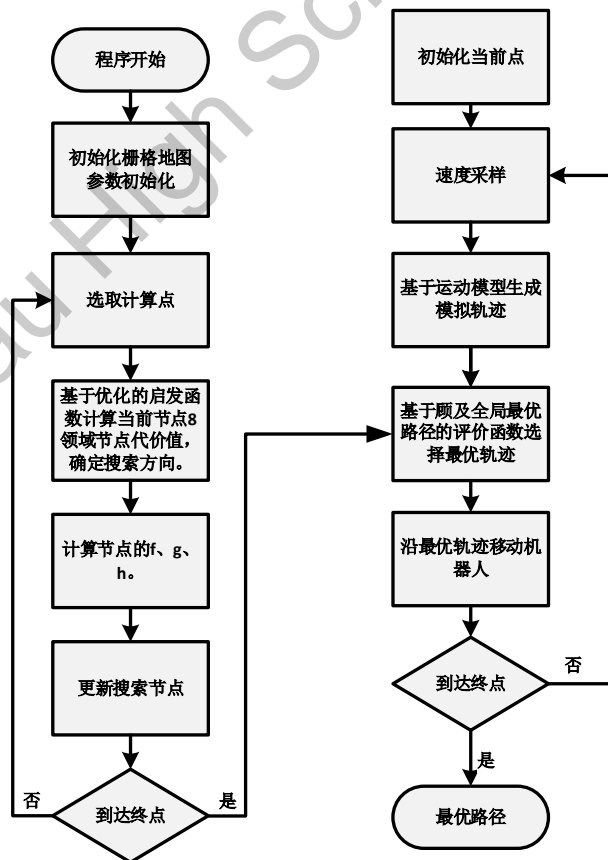 程序开始
初始化栅格地图
参数初始化
选取计算点
基于优化的启发函
数计算当前节点8
领域节点代价值，
确定搜索方向。
计算节点的f、g、
h。
更新搜索节点
到达终点
否
是
初始化当前点
速度采样
基于运动模型生成
模拟轨迹
基于顾及全局最优
路径的评价函数选
择最优轨迹
沿最优轨迹移动机
器人
到达终点
否
是
最优路径
au High Sc